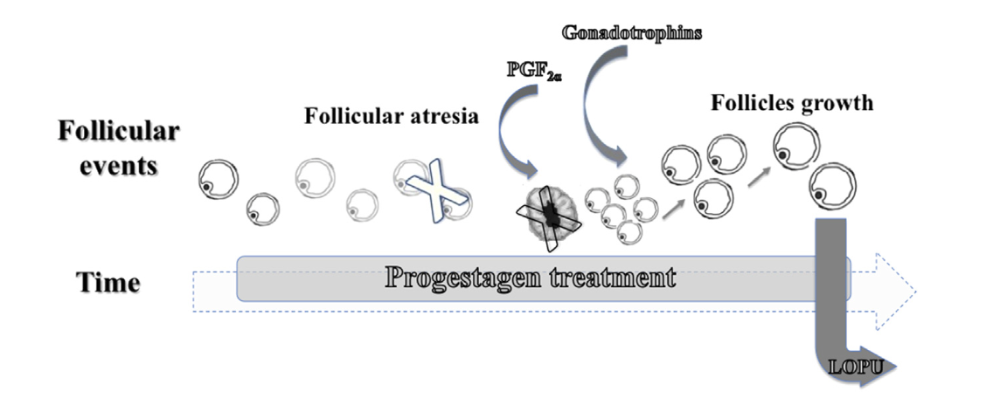 Gonadotrophins
PGF2α
Follicular atresia
Follicles growth
Follicular
events
Time
Progestagen treatment
LOPU